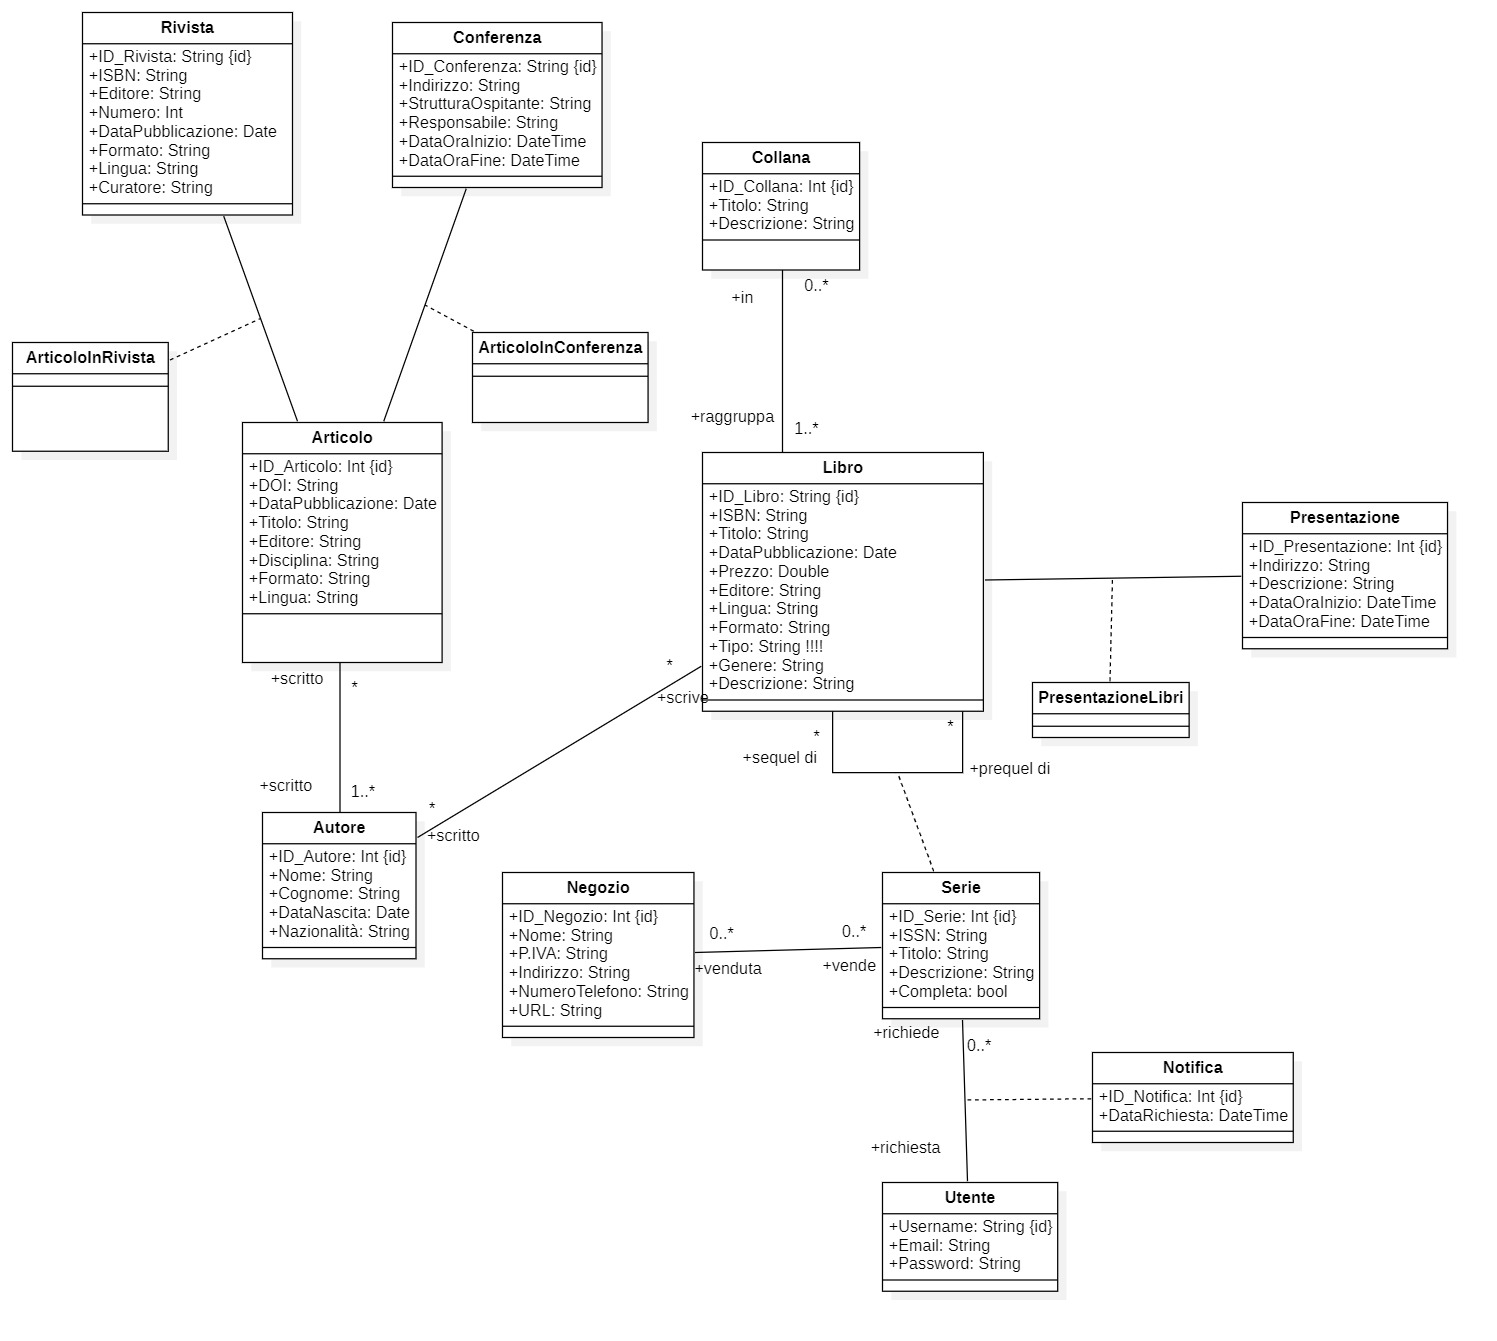 Rivista
+ID_Rivista: String {id}
+ISBN: String
+Editore: String
+Numero: Int
+DataPubblicazione: Date
+Formato: String
+Lingua: String
+Curatore: String
Conferenza
+ID_Conferenza: String {id}
+Indirizzo: String
+StrutturaOspitante: String
+Responsabile: String
+DataOraInizio: DateTime
+DataOraFine: DateTime
Collana
+ID_Collana: Int {id}
+Titolo: String
+Descrizione: String
+in
0..*
+raggruppa
1..*
ArticoloInRivista
ArticoloInConferenza
Articolo
+ID_Articolo: Int {id}
+DOI: String
+DataPubblicazione: Date
+Titolo: String
+Editore: String
+Disciplina: String
+Formato: String
+Lingua: String
Libro
+ID_Libro: String {id}
+ISBN: String
+Titolo: String
+DataPubblicazione: Date
+Prezzo: Double
+Editore: String
+Lingua: String
+Formato: String
+Tipo: String !!!!
+Genere: String
+Descrizione: String
Presentazione
+ID_Presentazione: Int {id}
+Indirizzo: String
+Descrizione: String
+DataOraInizio: DateTime
+DataOraFine: DateTime
PresentazioneLibri
+scritto
*
*
+scrive
*
+sequel di
*
+prequel di
+scritto
1..*
*
+scritto
Autore
+ID_Autore: Int {id}
+Nome: String
+Cognome: String
+DataNascita: Date
+Nazionalità: String
Negozio
+ID_Negozio: Int {id}
+Nome: String
+P.IVA: String
+Indirizzo: String
+NumeroTelefono: String
+URL: String
0..*
+venduta
0..*
+vende
Serie
+ID_Serie: Int {id}
+ISSN: String
+Titolo: String
+Descrizione: String
+Completa: bool
+richiede
0..*
Notifica
+ID_Notifica: Int {id}
+DataRichiesta: DateTime
+richiesta
Utente
+Username: String {id}
+Email: String
+Password: String